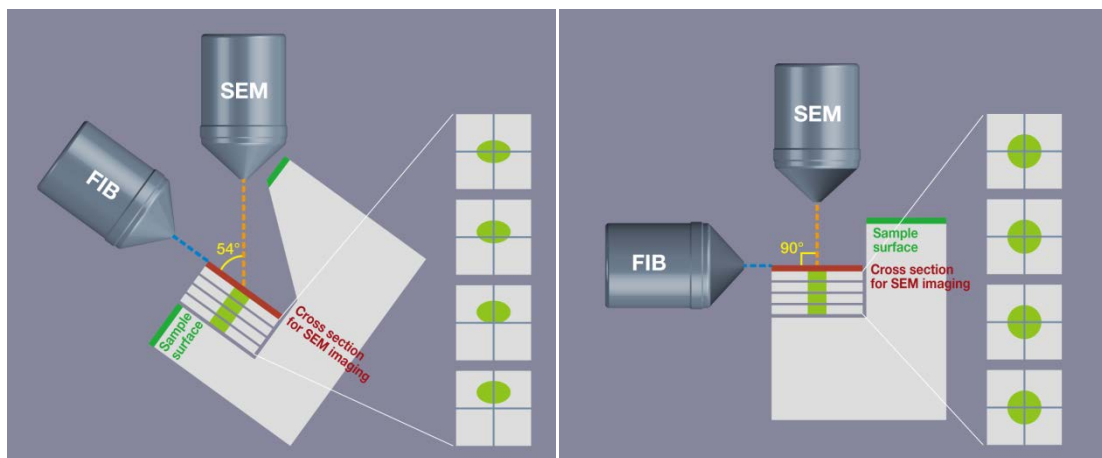 SEM
FIB
54°
Sample
surface
Cross section
for SEM imaging
SEM
FIB
90°
Sample
surface
Cross section
for SEM imaging